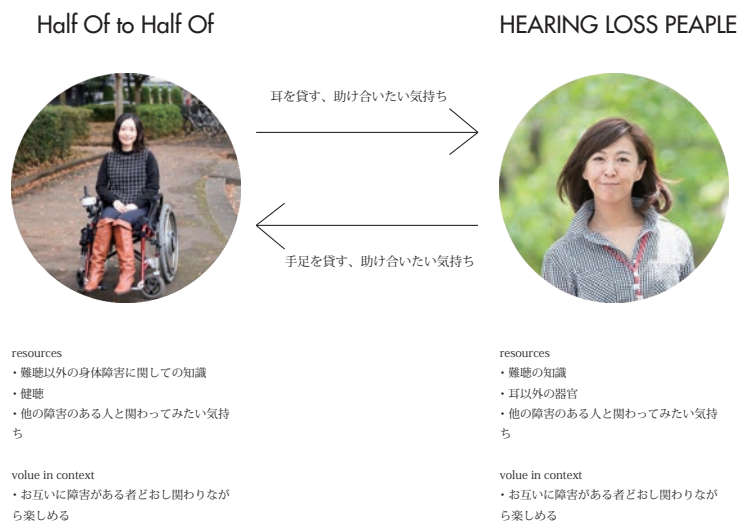 Half Of to Half Of
HEARING LOSS PEAPLE
耳を貸す、助け合いたい気持ち
手足を貸す、助け合いたい気持ち
resources
・難聴以外の身体障害に関しての知識
・健聴
・他の障害のある人と関わってみたい気持
ち
volue in context
・お互いに障害がある者どおし関わりなが
ら楽しめる
resources
・難聴の知識
・耳以外の器官
・他の障害のある人と関わってみたい気持
ち
volue in context
・お互いに障害がある者どおし関わりなが
ら楽しめる